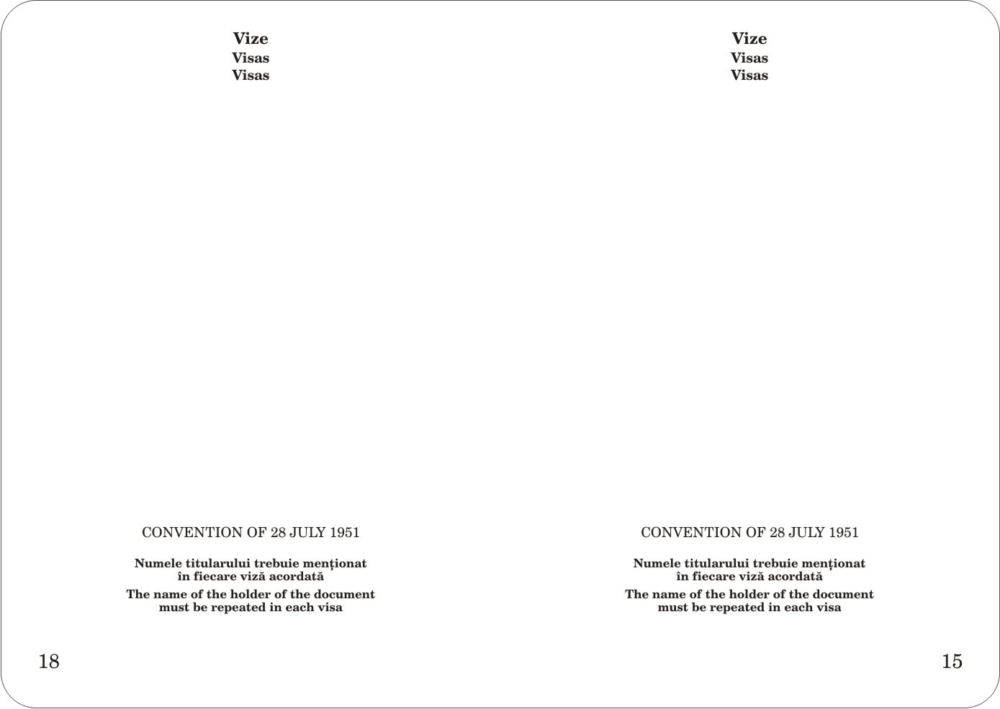 Vize
Visas
Visas
CONVENTION OF 28 JULY 1951
Numele titularului trebuie menționat
în fiecare viză acordată
The name of the holder of the document
must be repeated in each visa
18
Vize
Visas
Visas
CONVENTION OF 28 JULY 1951
Numele titularului trebuie menționat
în fiecare viză acordată
The name of the holder of the document
must be repeated in each visa
15